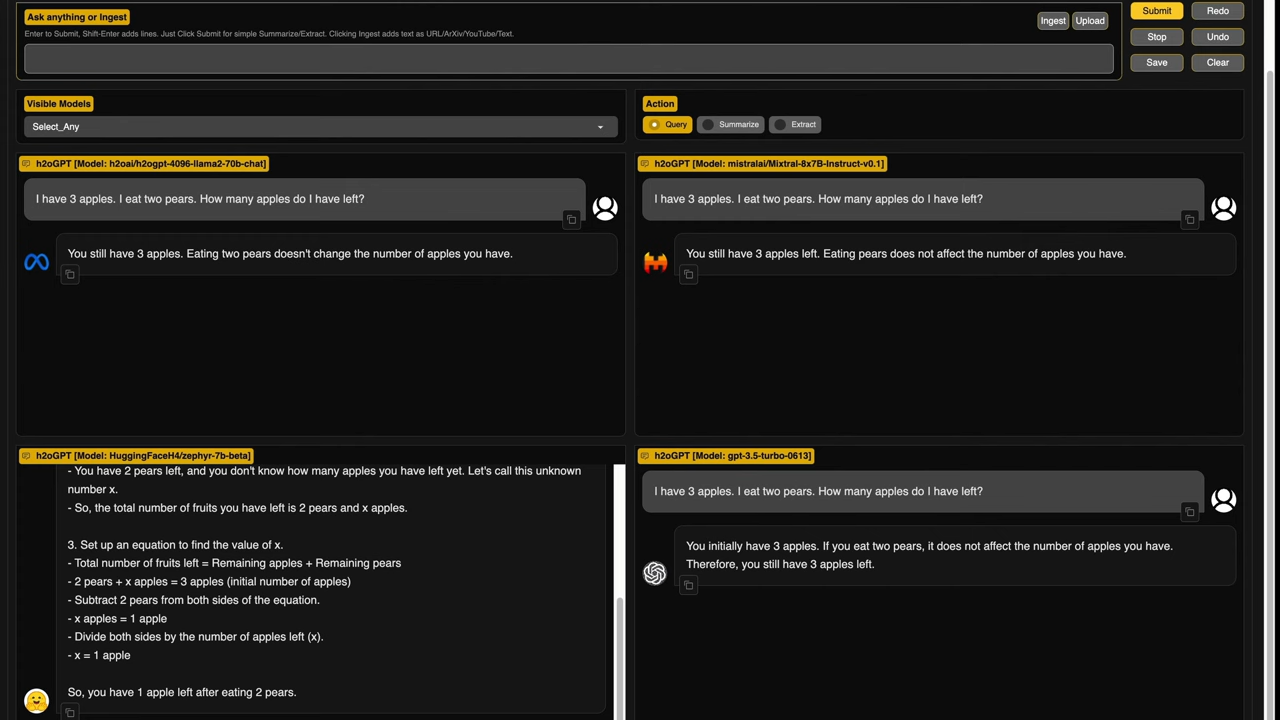 Ask anything or Ingest
Enter to Submit, Shift-Enter adds lines. Just Click Submit for simple Summarize/Extract. Clicking Ingest adds text as URL/ArXiv/YouTube/Text.
Ingest
Upload
Submit
Redo
Stop
Undo
Save
Clear
Visible Models
Select_Any
Action
Query
Summarize
Extract
h2oGPT [Model: h2oai/h2ogpt-4096-llama2-70b-chat]
I have 3 apples. I eat two pears. How many apples do I have left?
You still have 3 apples. Eating two pears doesn't change the number of apples you have.
h2oGPT [Model: mistralai/Mixtral-8x7B-Instruct-v0.1]
I have 3 apples. I eat two pears. How many apples do I have left?
You still have 3 apples left. Eating pears does not affect the number of apples you have.
h2oGPT [Model: HuggingFaceH4/zephyr-7b-beta]
- You have 2 pears left, and you don't know how many apples you have left yet. Let's call this unknown
number x.
- So, the total number of fruits you have left is 2 pears and x apples.
3. Set up an equation to find the value of x.
- Total number of fruits left = Remaining apples + Remaining pears
- 2 pears + x apples = 3 apples (initial number of apples)
- Subtract 2 pears from both sides of the equation.
- x apples = 1 apple
- Divide both sides by the number of apples left (x).
- x = 1 apple
So, you have 1 apple left after eating 2 pears.
h2oGPT [Model: gpt-3.5-turbo-0613]
I have 3 apples. I eat two pears. How many apples do I have left?
You initially have 3 apples. If you eat two pears, it does not affect the number of apples you have.
Therefore, you still have 3 apples left.